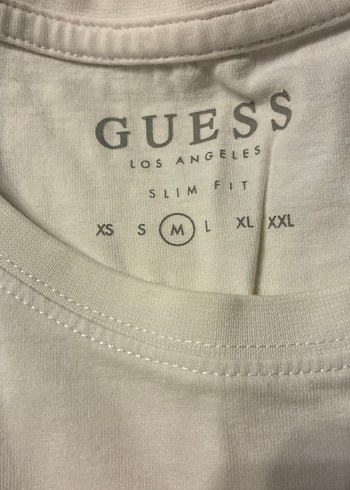 GUESS
LOS ANGELES
SLIM FIT
XS S M L XL XXL